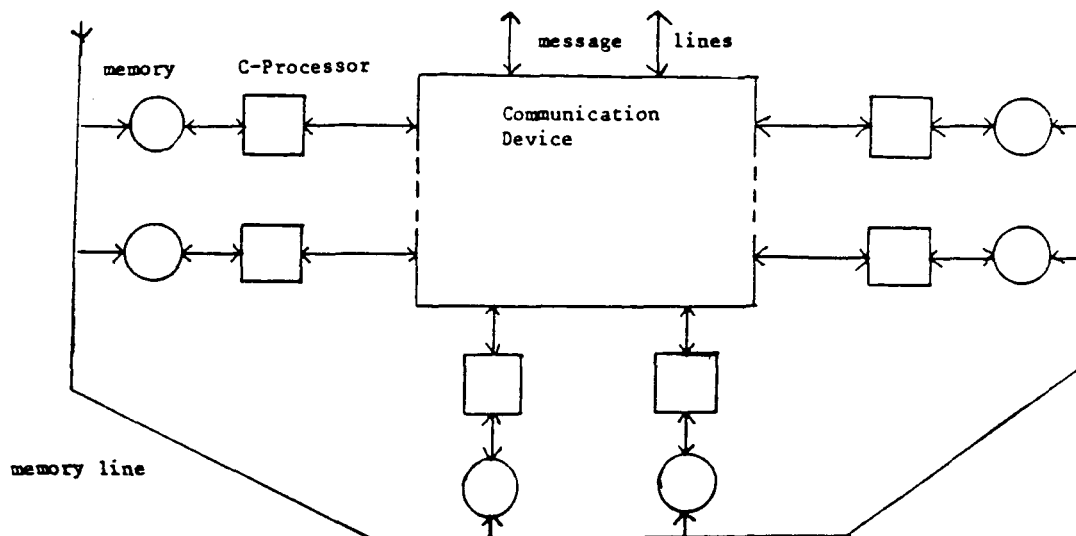 message lines
memory C-Processor
Communication
Device
memory line